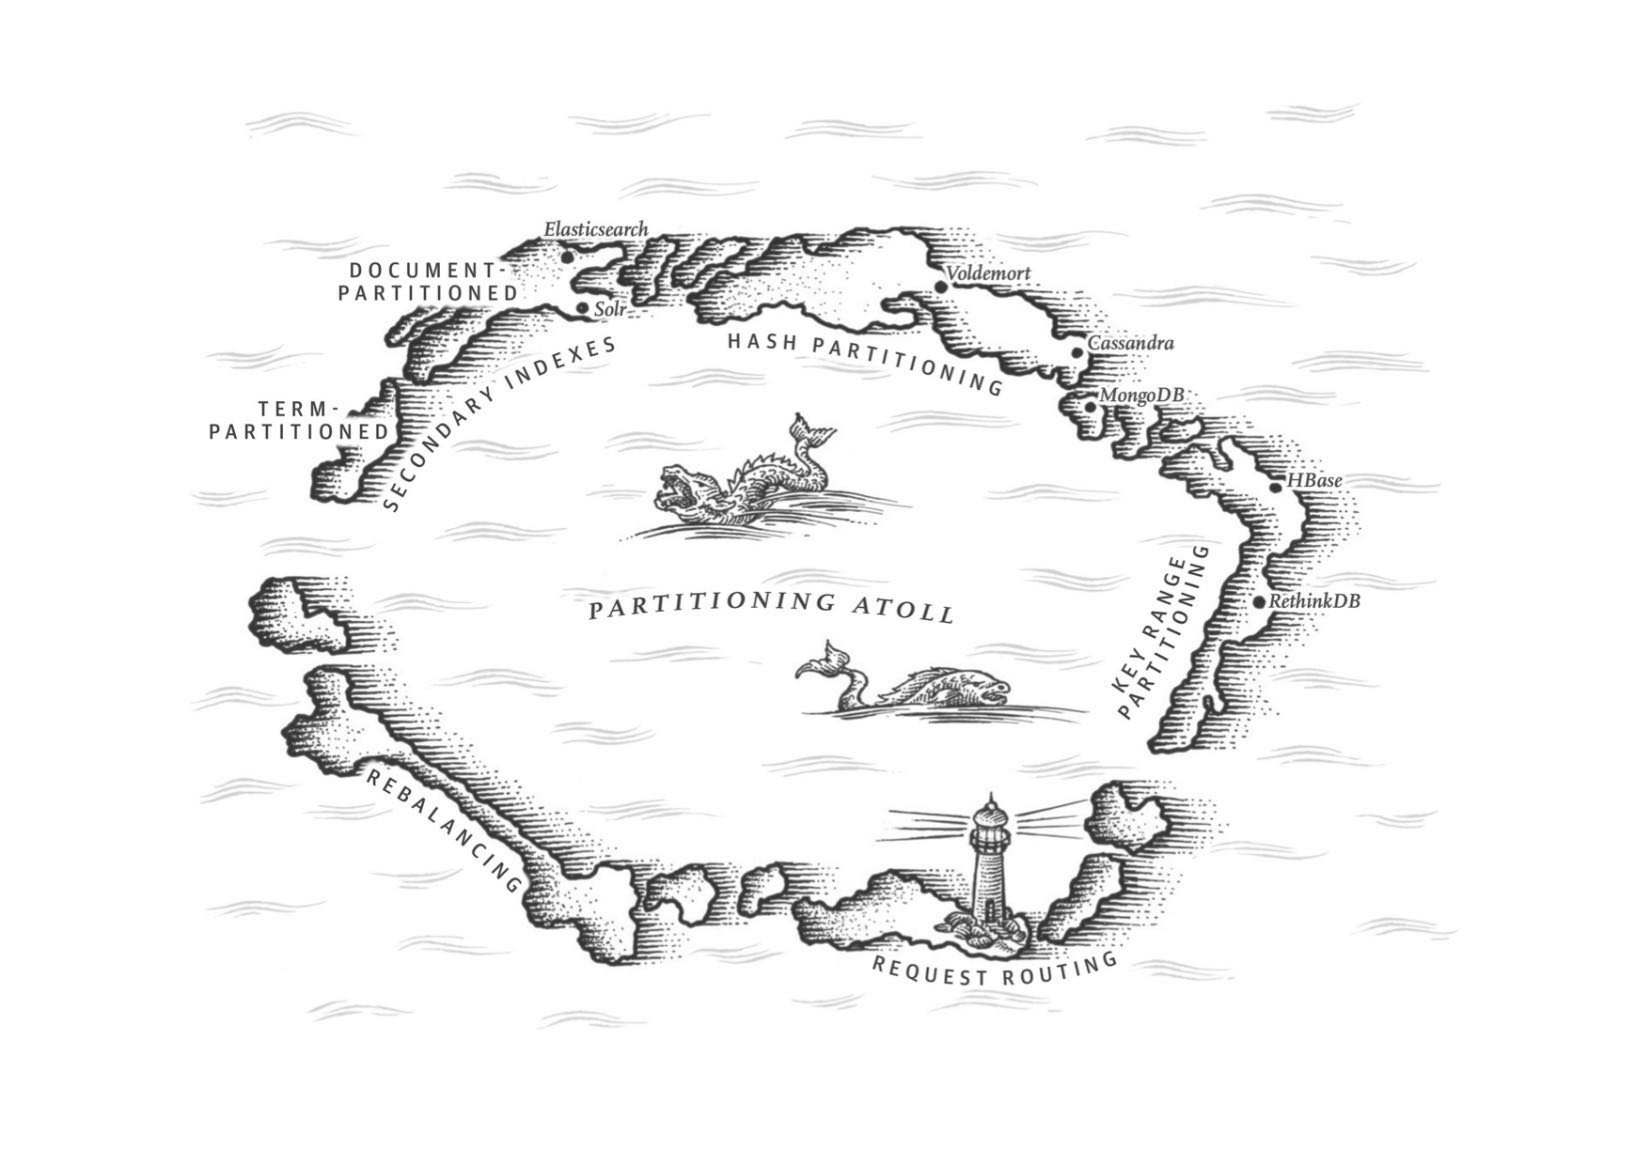 Elasticsearch
DOCUMENT-
PARTITIONED
Solr
Voldemort
HASH PARTITIONING
Cassandra
MongoDB
SECONDARY INDEXES
TERM-
PARTITIONED
HBase
KEY RANGE
PARTITIONING
RethinkDB
PARTITIONING ATOLL
REBALANCING
REQUEST ROUTING